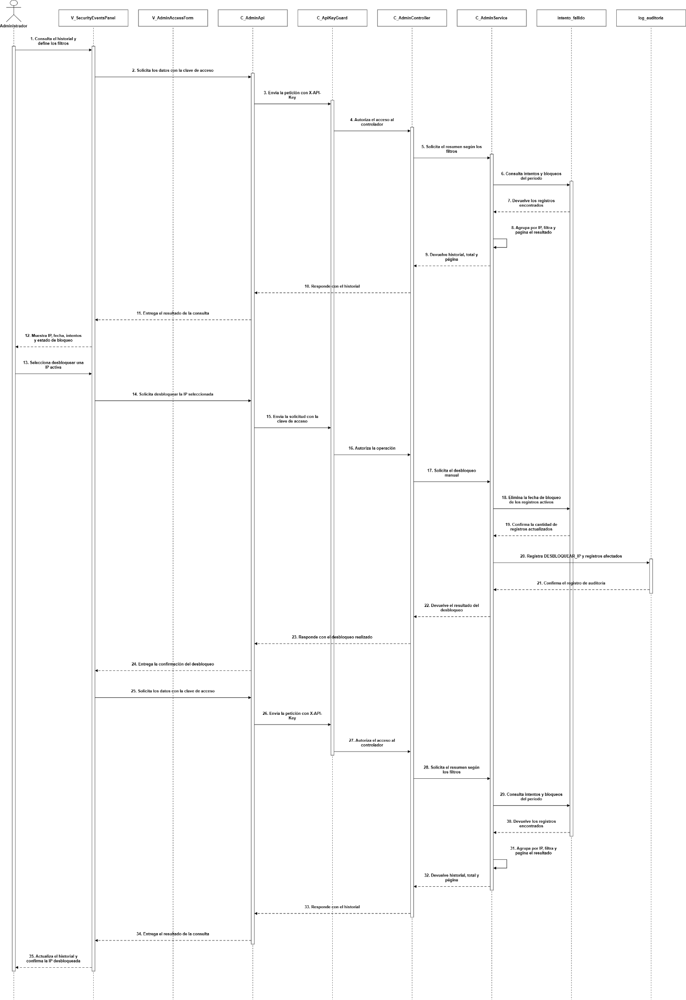 Administrador
V_SecurityEventsPanel
V_AdminAccessForm
C_AdminApi
C_ApiKeyGuard
C_AdminController
C_AdminService
intento_fallido
log_auditoria
1. Consulta el historial y
define los filtros
2. Solicita los datos con la clave de acceso
3. Envía la petición con X-API-
Key
4. Autoriza el acceso al
controlador
5. Solicita el resumen según los
filtros
6. Consulta intentos y bloqueos
del período
7. Devuelve los registros
encontrados
8. Agrupa por IP, filtra y
pagina el resultado
9. Devuelve historial, total y
página
10. Responde con el historial
11. Entrega el resultado de la consulta
12. Muestra IP, fecha, intentos
y estado de bloqueo
13. Selecciona desbloquear una
IP activa
14. Solicita desbloquear la IP seleccionada
15. Envía la solicitud con la
clave de acceso
16. Autoriza la operación
17. Solicita el desbloqueo
manual
18. Elimina la fecha de bloqueo
de los registros activos
19. Confirma la cantidad de
registros actualizados
20. Registra DESBLOQUEAR_IP y registros afectados
21. Confirma el registro de auditoría
22. Devuelve el resultado del
desbloqueo
23. Responde con el desbloqueo realizado
24. Entrega la confirmación del desbloqueo
25. Solicita los datos con la clave de acceso
26. Envía la petición con X-API-
Key
27. Autoriza el acceso al
controlador
28. Solicita el resumen según
los filtros
29. Consulta intentos y bloqueos
del período
30. Devuelve los registros
encontrados
31. Agrupa por IP, filtra y
pagina el resultado
32. Devuelve historial, total y
página
33. Responde con el historial
34. Entrega el resultado de la consulta
35. Actualiza el historial y
confirma la IP desbloqueada